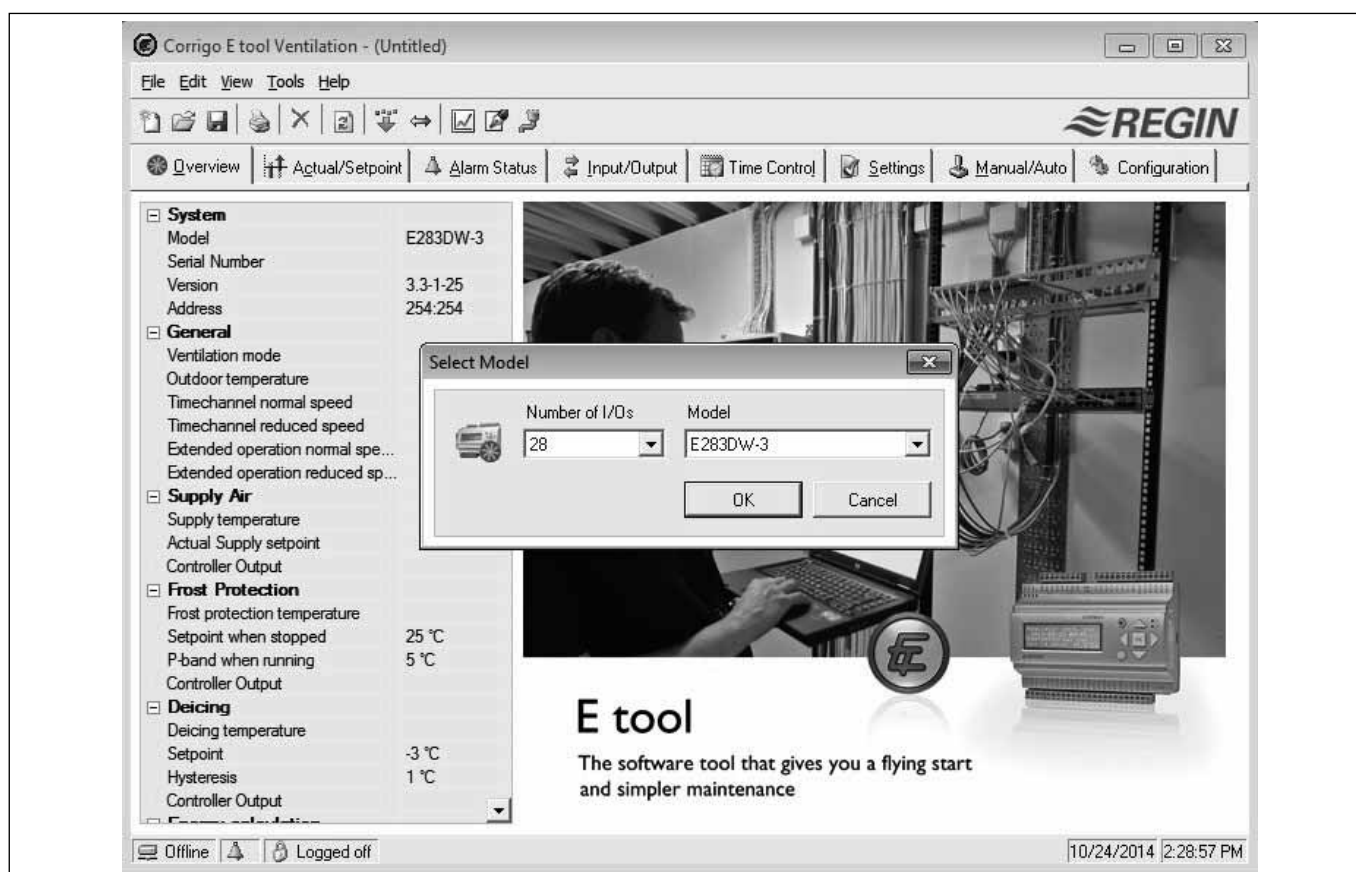 Corrigo E tool Ventilation - (Untitled)
File Edit View Tools Help
REGIN
Overview Actual/Setpoint Alarm Status Input/Output Time Control Settings Manual/Auto Configuration
System
Model E283DW-3
Serial Number
Version 3.3-1-25
Address 254:254
General
Ventilation mode
Outdoor temperature
Timechannel normal speed
Timechannel reduced speed
Extended operation normal spe...
Extended operation reduced sp...
Supply Air
Supply temperature
Actual Supply setpoint
Controller Output
Frost Protection
Frost protection temperature
Setpoint when stopped 25 °C
P-band when running 5 °C
Controller Output
Deicing
Deicing temperature
Setpoint -3 °C
Hysteresis 1 °C
Controller Output
Select Model
Number of I/Os Model
28 E283DW-3
OK Cancel
E tool
The software tool that gives you a flying start
and simpler maintenance
Offline Logged off 10/24/2014 2:28:57 PM